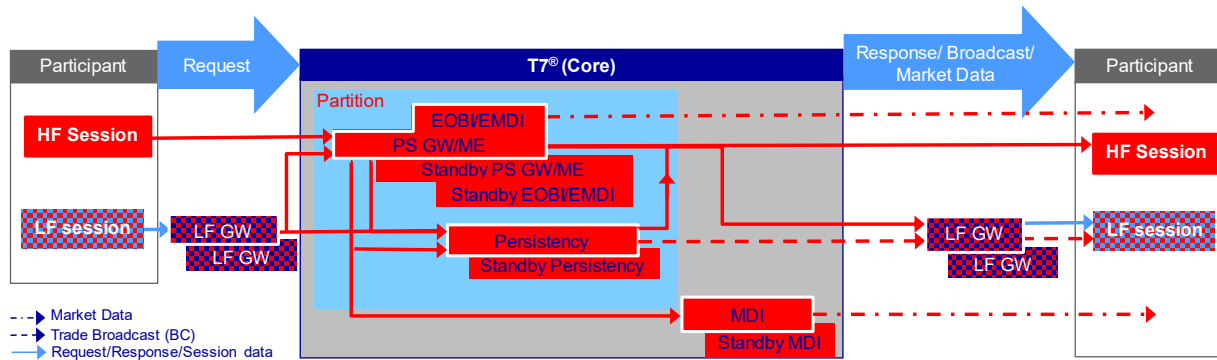 Participant
Request
T7® (Core)
Response/ Broadcast/
Market Data
Participant
Partition
EOBI/EMDI
HF Session
PS GW/ME
HF Session
Standby PS GW/ME
Standby EOBI/EMDI
LF session
LF GW
Persistency
LF GW
LF session
LF GW
Standby Persistency
LF GW
MDI
Standby MDI
Market Data
Trade Broadcast (BC)
Request/Response/Session data